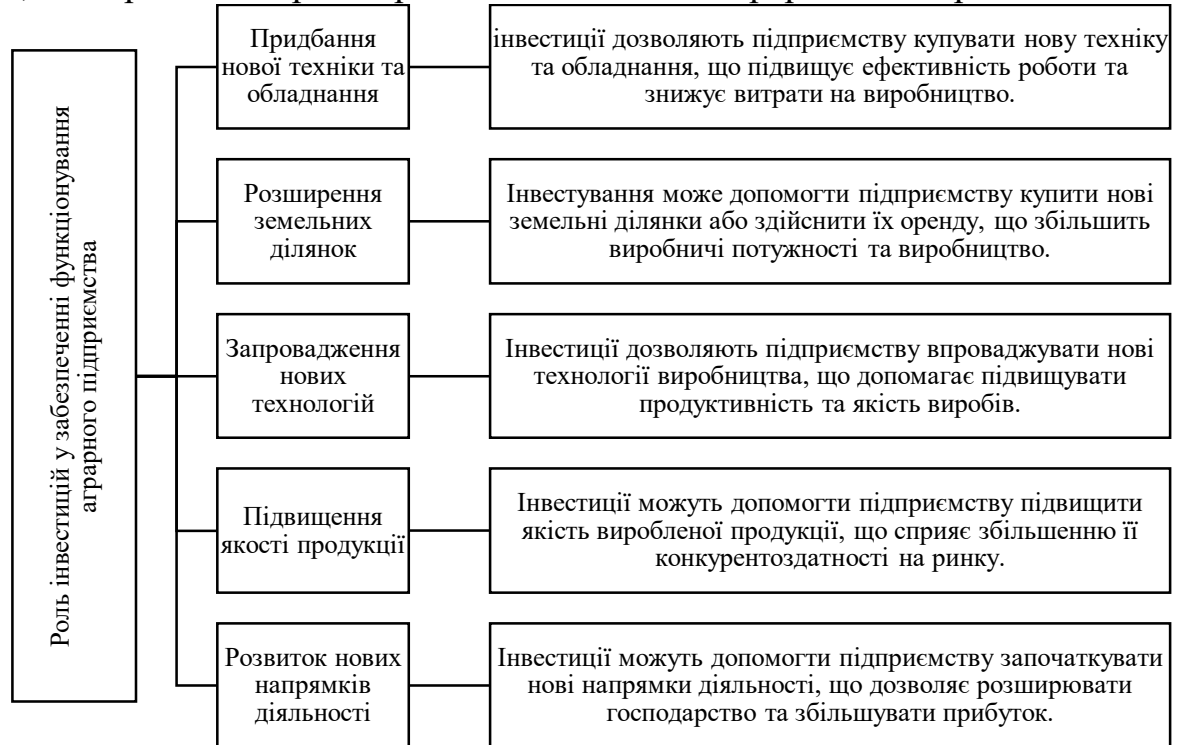 Роль інвестицій у забезпеченні функціонування
аграрного підприємства
Придбання
нової техніки та
обладнання
інвестиції дозволяють підприємству купувати нову техніку
та обладнання, що підвищує ефективність роботи та
знижує витрати на виробництво.
Розширення
земельних
ділянок
Інвестування може допомогти підприємству купити нові
земельні ділянки або здійснити їх оренду, що збільшить
виробничі потужності та виробництво.
Запровадження
нових
технологій
Інвестиції дозволяють підприємству впроваджувати нові
технології виробництва, що допомагає підвищувати
продуктивність та якість виробів.
Підвищення
якості продукції
Інвестиції можуть допомогти підприємству підвищити
якість виробленої продукції, що сприяє збільшенню її
конкурентоздатності на ринку.
Розвиток нових
напрямків
діяльності
Інвестиції можуть допомогти підприємству започаткувати
нові напрямки діяльності, що дозволяє розширювати
господарство та збільшувати прибуток.